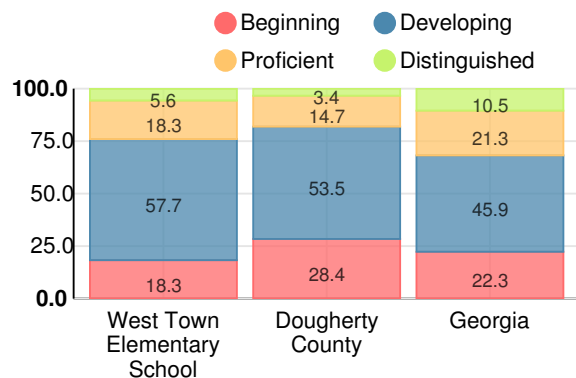 Beginning Developing
Proficient Distinguished
100.0
75.0
50.0
25.0
0.0
5.6 3.4 10.5
18.3 14.7 21.3
57.7 53.5 45.9
18.3 28.4 22.3
West Town Elementary School
Dougherty County
Georgia